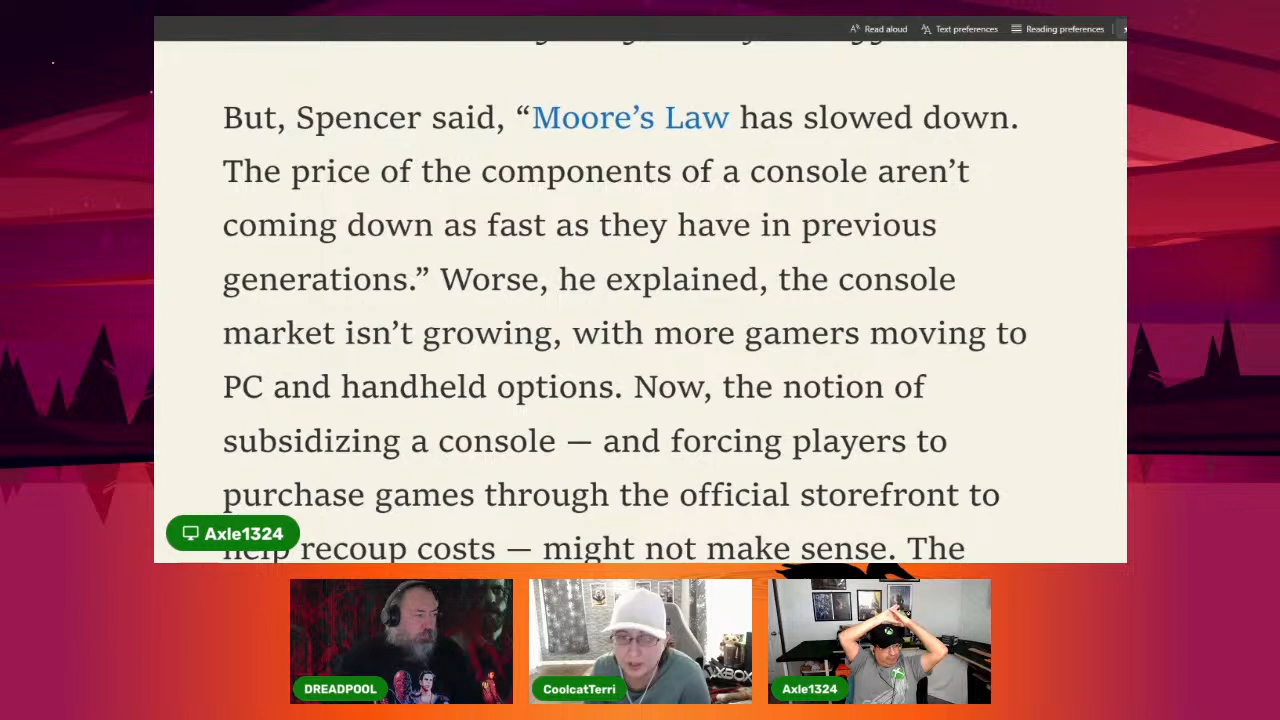 Read aloud
Text preferences
Reading preferences
But, Spencer said, “Moore’s Law has slowed down.
The price of the components of a console aren’t
coming down as fast as they have in previous
generations.” Worse, he explained, the console
market isn’t growing, with more gamers moving to
PC and handheld options. Now, the notion of
subsidizing a console — and forcing players to
purchase games through the official storefront to
help recoup costs — might not make sense. The
Axle1324
DREADPOOL
CoolcatTerri
XBOX
Axle1324